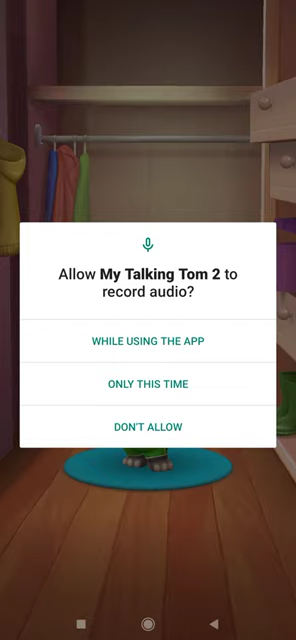 Allow My Talking Tom 2 to
record audio?
WHILE USING THE APP
ONLY THIS TIME
DON'T ALLOW